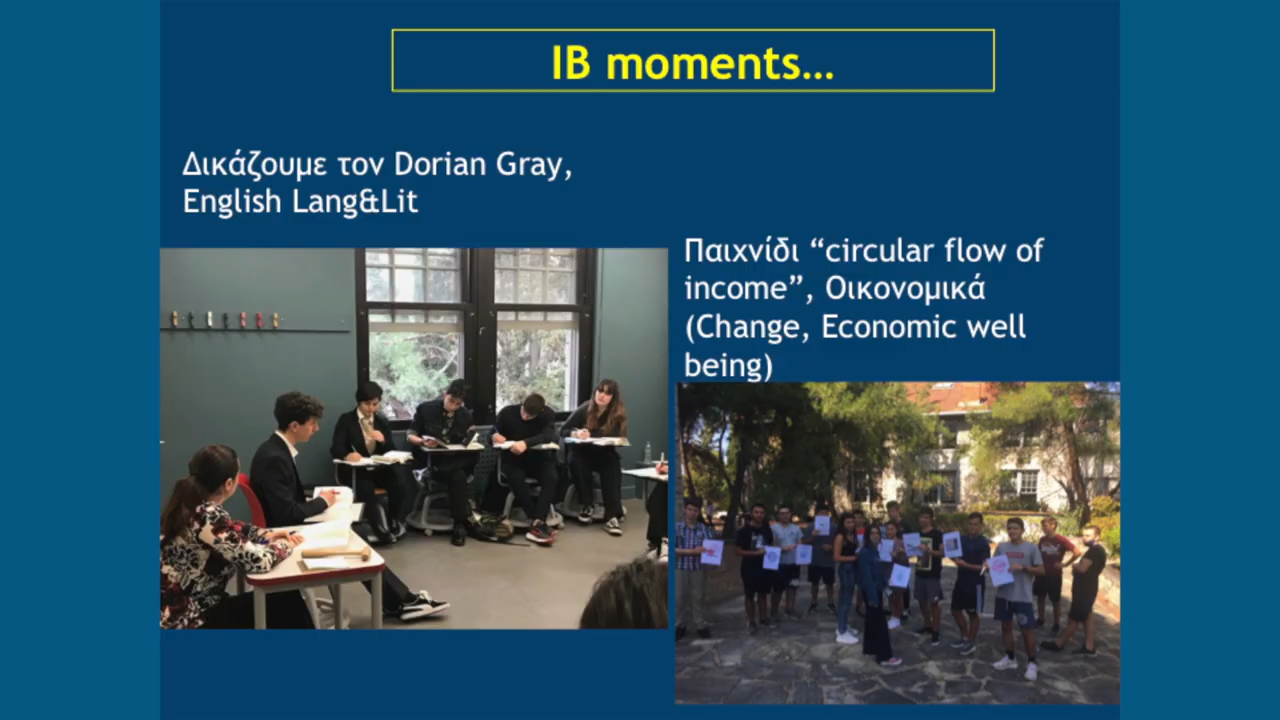 IB moments…
Δικάζουμε τον Dorian Gray,
English Lang&Lit
Παιχνίδι “circular flow of
income”, Οικονομικά
(Change, Economic well
being)